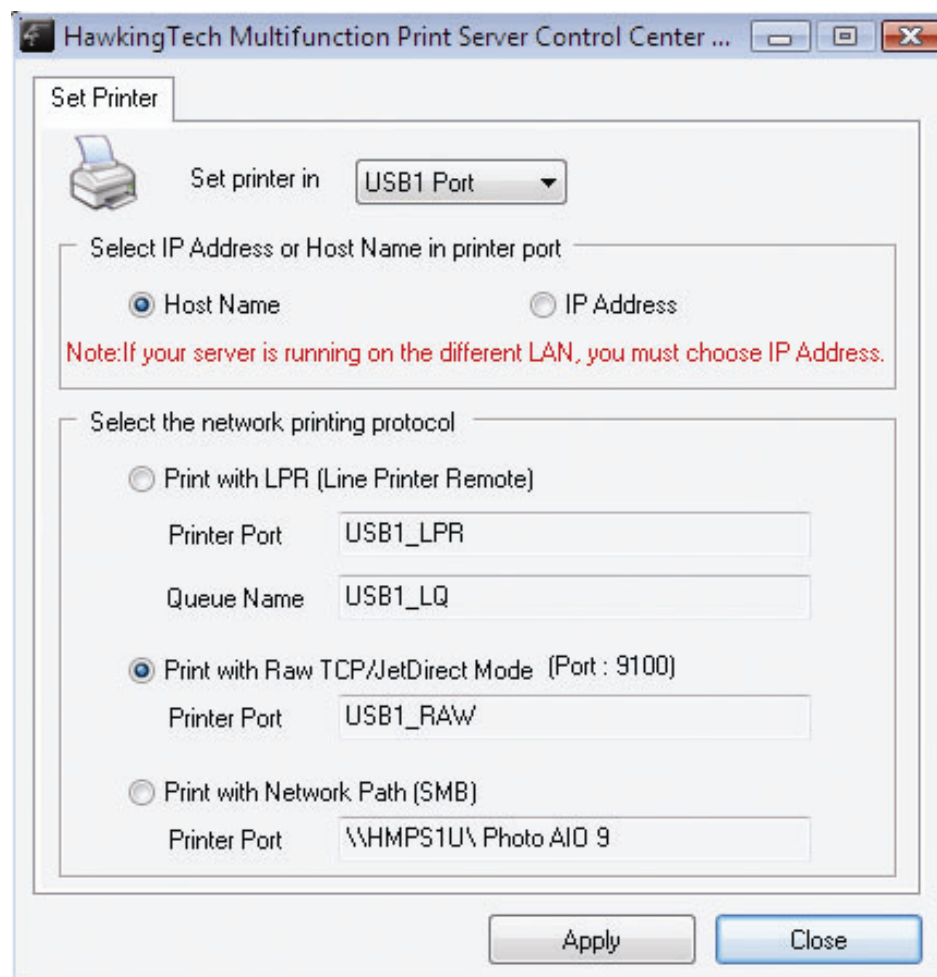 HawkingTech Multifunction Print Server Control Center ...
Set Printer
Set printer in USB1 Port
Select IP Address or Host Name in printer port
Host Name IP Address
Note:If your server is running on the different LAN, you must choose IP Address.
Select the network printing protocol
Print with LPR (Line Printer Remote)
Printer Port USB1_LPR
Queue Name USB1_LQ
Print with Raw TCP/JetDirect Mode (Port : 9100)
Printer Port USB1_RAW
Print with Network Path (SMB)
Printer Port \\HMPS1U\ Photo AIO 9
Apply Close